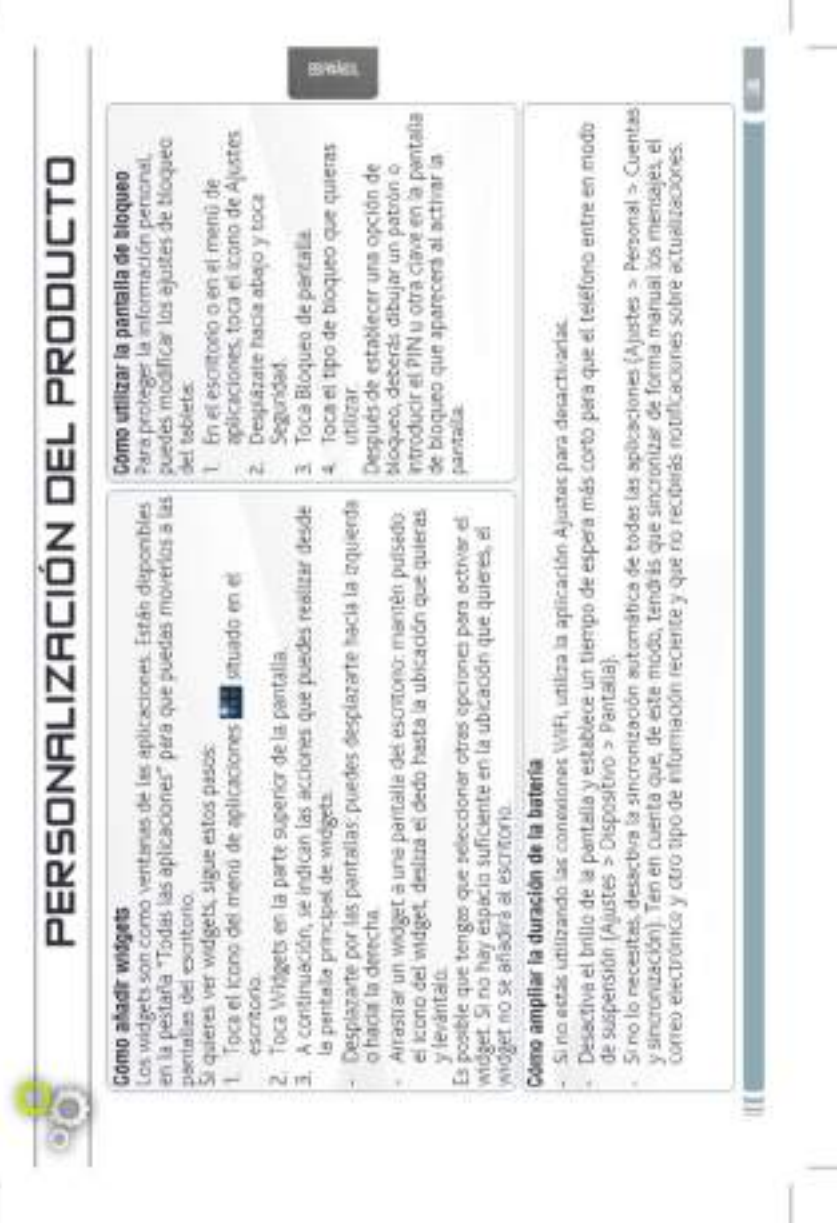 PERSONALIZACIÓN DEL PRODUCTO
Cómo añadir widgets
Los widgets son como ventanas de las aplicaciones. Están disponibles
en la pestaña "Todas las aplicaciones" para que puedas moverlos a las
pantallas del escritorio.
Si quieres ver widgets, sigue estos pasos:
1. Toca el icono del menú de aplicaciones situado en el
escritorio.
2. Toca Widgets en la parte superior de la pantalla.
3. A continuación, se indican las acciones que puedes realizar desde
la pantalla principal de widgets.
- Desplazarte por las pantallas: puedes desplazarte hacia la izquierda
o hacia la derecha.
- Arrastrar un widget a una pantalla del escritorio: mantén pulsado
el icono del widget, desliza el dedo hasta la ubicación que quieras
y levántalo.
Es posible que tengas que seleccionar otras opciones para activar el
widget. Si no hay espacio suficiente en la ubicación que quieres, el
widget no se añadirá al escritorio.
Cómo utilizar la pantalla de bloqueo
Para proteger la información personal,
puedes modificar los ajustes de bloqueo
del tableta:
1. En el escritorio o en el menú de
aplicaciones, toca el icono de Ajustes.
2. Desplázate hacia abajo y toca
Seguridad.
3. Toca Bloqueo de pantalla.
4. Toca el tipo de bloqueo que quieras
utilizar.
Después de establecer una opción de
bloqueo, deberás dibujar un patrón o
introducir el PIN u otra clave en la pantalla
de bloqueo que aparecerá al activar la
pantalla.
Cómo ampliar la duración de la batería
- Si no estás utilizando las conexiones WiFi, utiliza la aplicación Ajustes para desactivarlas.
- Desactiva el brillo de la pantalla y establece un tiempo de espera más corto para que el teléfono entre en modo
de suspensión (Ajustes > Dispositivo > Pantalla).
- Si no lo necesitas, desactiva la sincronización automática de todas las aplicaciones (Ajustes > Personal > Cuentas
y sincronización). Ten en cuenta que, de este modo, tendrás que sincronizar de forma manual los mensajes, el
correo electrónico y otro tipo de información reciente y que no recibirás notificaciones sobre actualizaciones.
ESPAÑOL